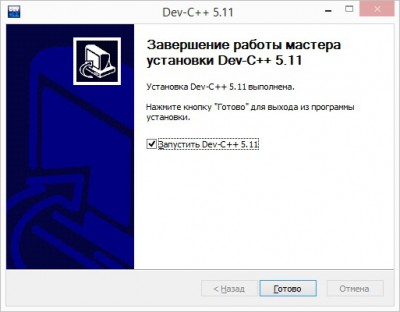 Dev-C++ 5.11
Завершение работы мастера
установки Dev-C++ 5.11
Установка Dev-C++ 5.11 выполнена.
Нажмите кнопку "Готово" для выхода из программы
установки.
Запустить Dev-C++ 5.11
< Назад
Готово
Отмена